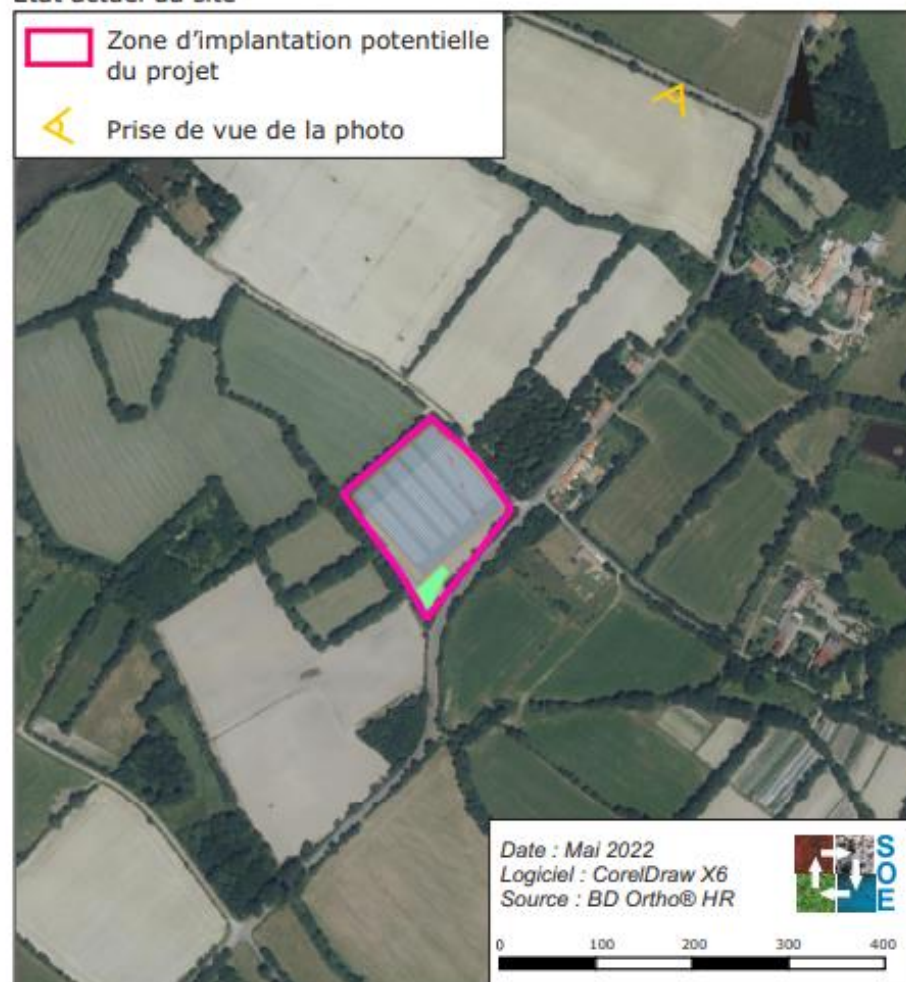 Etat actuel du site
Zone d'implantation potentielle
du projet
Prise de vue de la photo
N
Date : Mai 2022
Logiciel : CorelDraw X6
Source : BD Ortho® HR
SOE
0 100 200 300 400